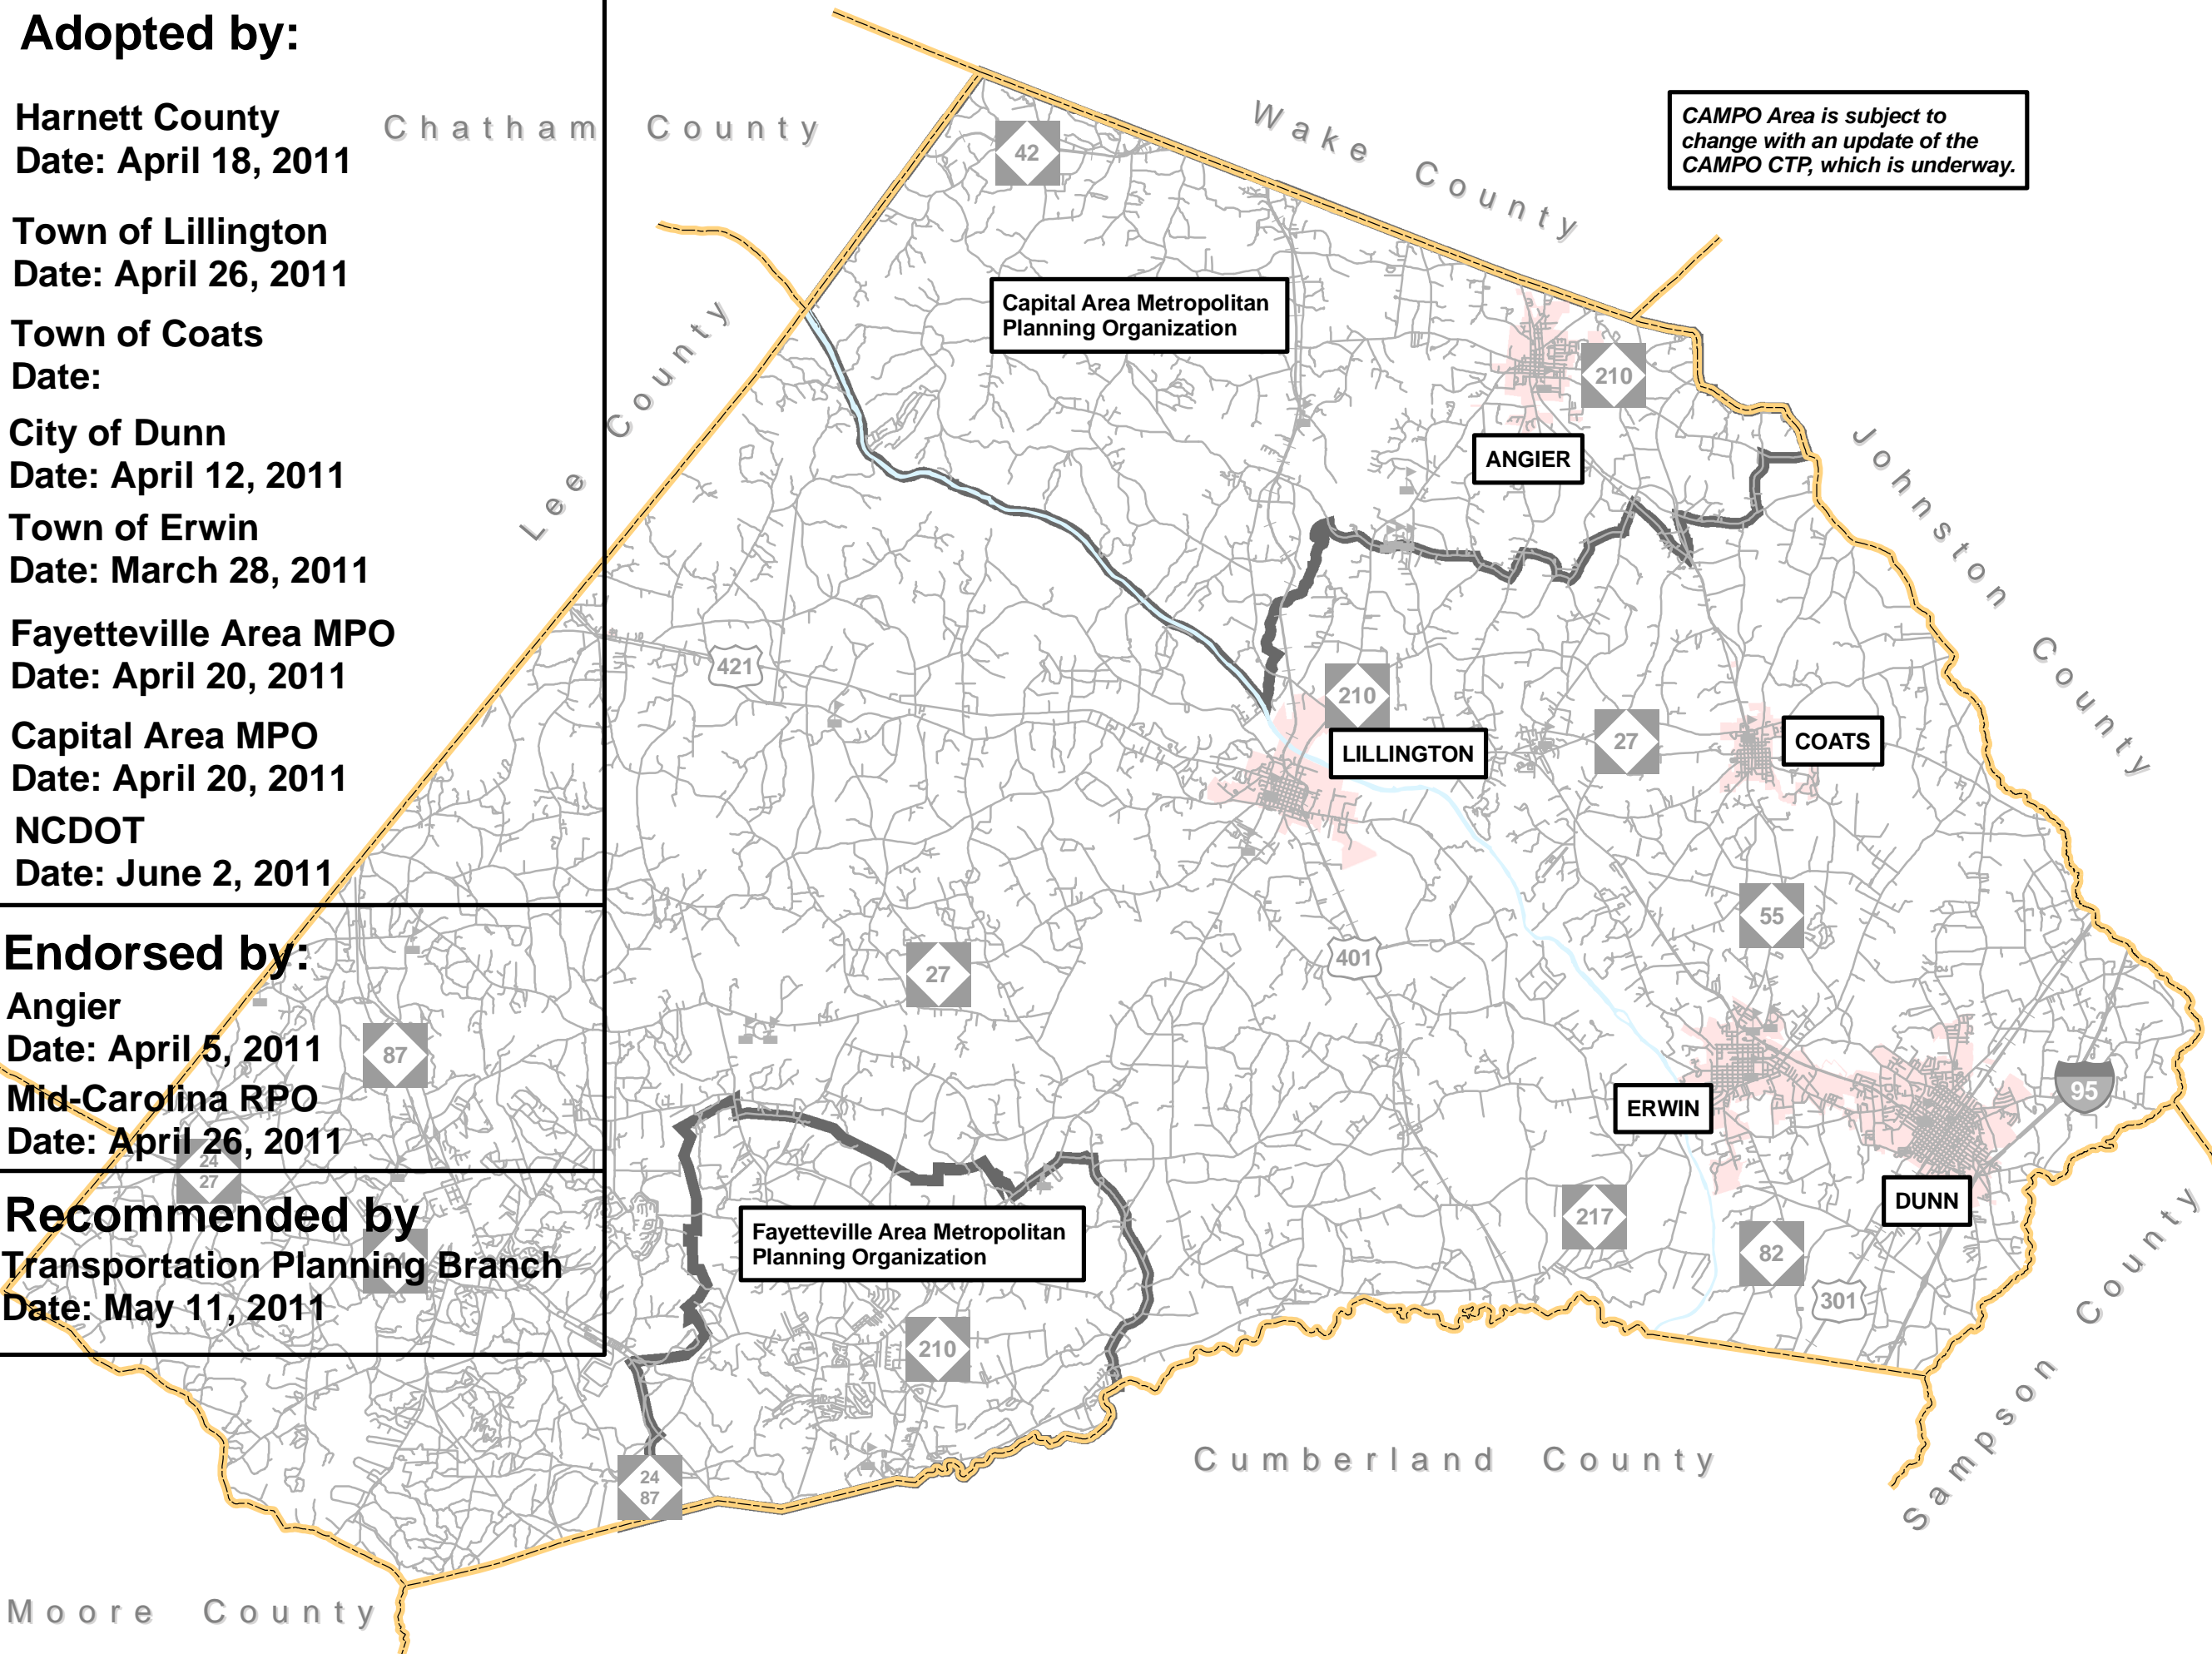 Adopted by:
Harnett County
Date: April 18, 2011
Town of Lillington
Date: April 26, 2011
Town of Coats
Date:
City of Dunn
Date: April 12, 2011
Town of Erwin
Date: March 28, 2011
Fayetteville Area MPO
Date: April 20, 2011
Capital Area MPO
Date: April 20, 2011
NCDOT
Date: June 2, 2011
Endorsed by:
Angier
Date: April 5, 2011
Mid-Carolina RPO
Date: April 26, 2011
Recommended by
Transportation Planning Branch
Date: May 11, 2011
Chatham County
Wake County
CAMPO Area is subject to
change with an update of the
CAMPO CTP, which is underway.
42
Lee County
Capital Area Metropolitan
Planning Organization
210
ANGIER
Johnston County
421
210
LILLINGTON
27
COATS
55
401
27
87
95
ERWIN
24
27
DUNN
Fayetteville Area Metropolitan
Planning Organization
217
82
24
301
210
Sampson County
Cumberland County
24
87
Moore County